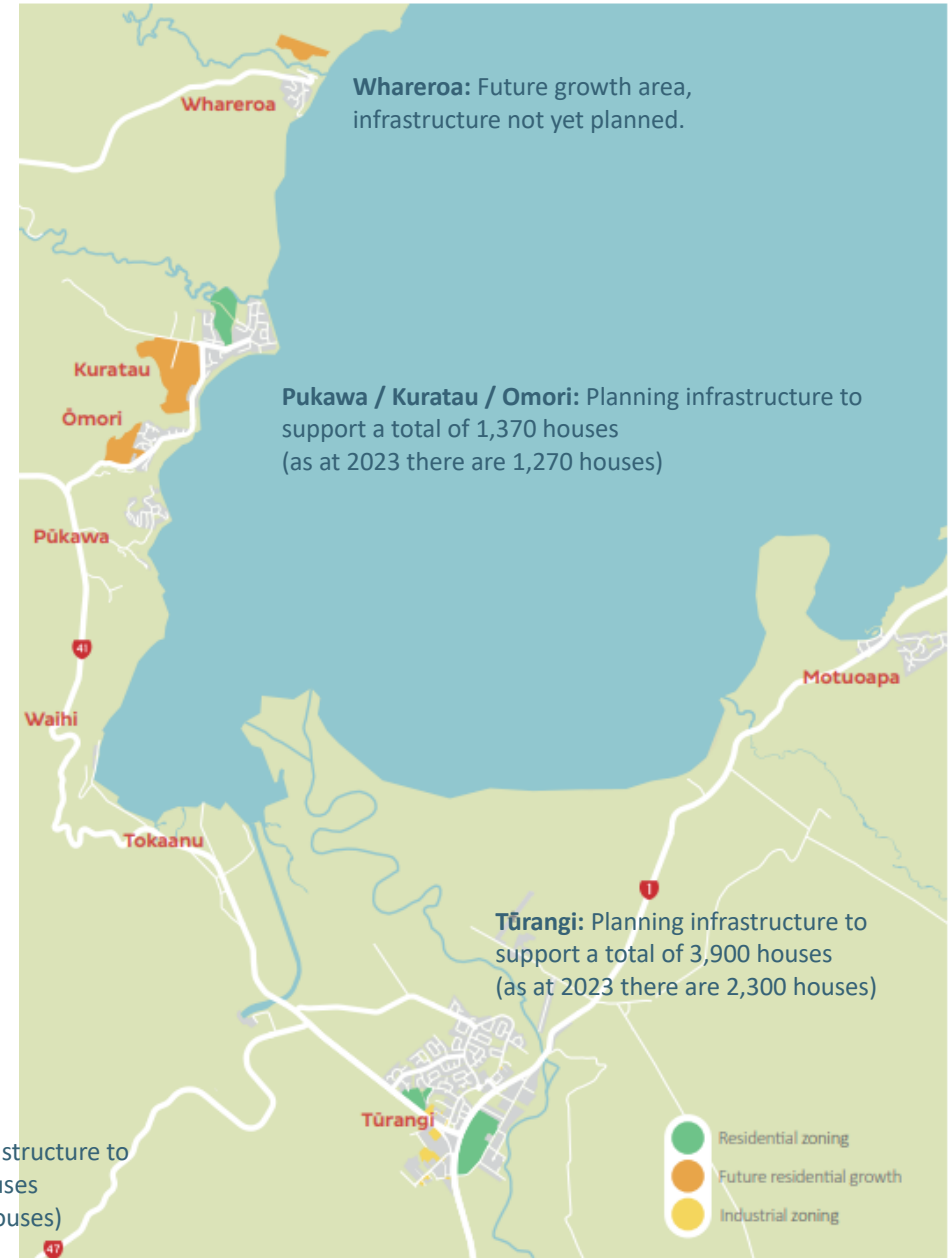 Whareroa: Future growth area,
infrastructure not yet planned.
Whareroa
Kuratau
Ōmori
Pukawa / Kuratau / Omori: Planning infrastructure to
support a total of 1,370 houses
(as at 2023 there are 1,270 houses)
Pūkawa
41
Motuoapa
Waihi
Tokaanu
1
Tūrangi: Planning infrastructure to
support a total of 3,900 houses
(as at 2023 there are 2,300 houses)
Tūrangi
Residential zoning
Future residential growth
Industrial zoning
structure to
uses
ouses)
47